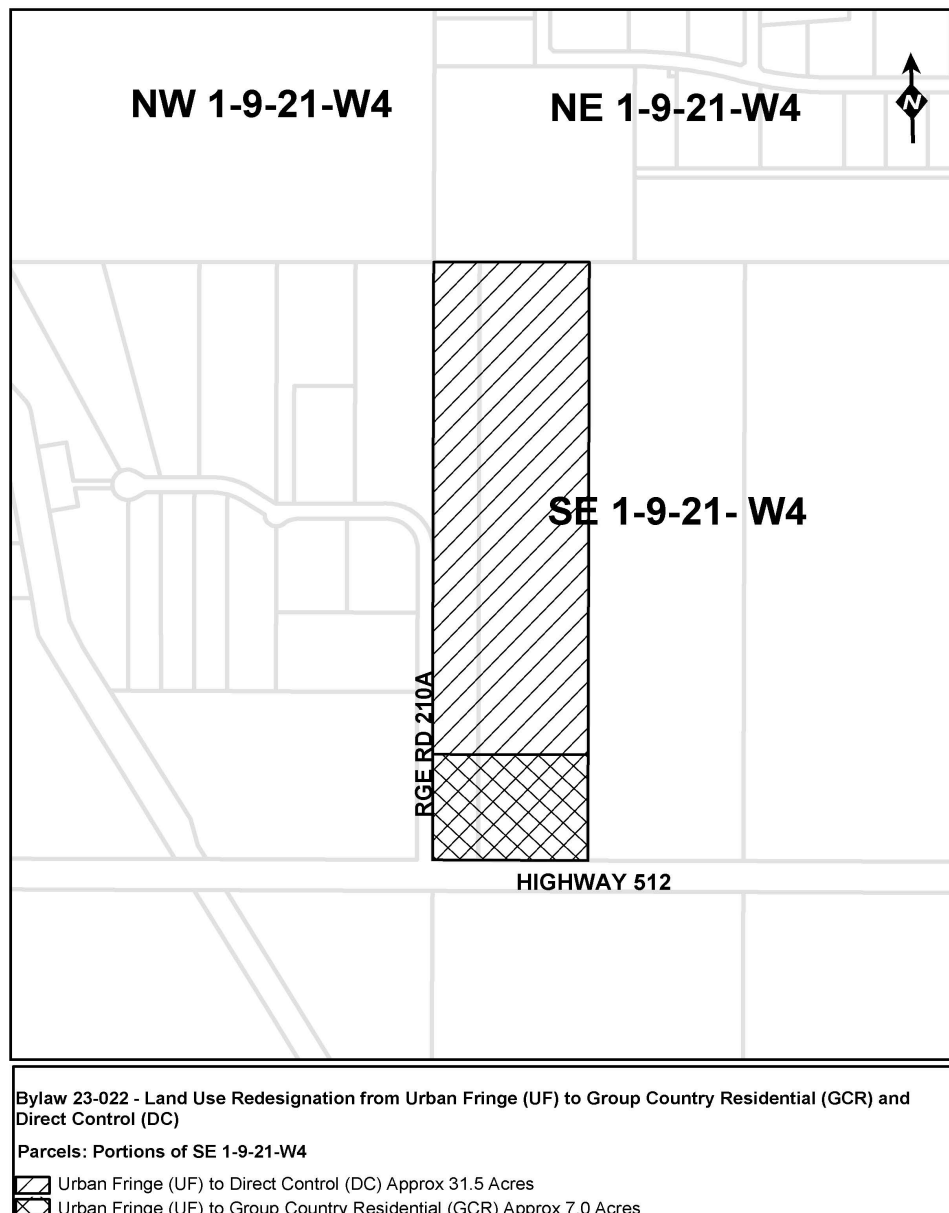 NW 1-9-21-W4
NE 1-9-21-W4
N
SE 1-9-21- W4
RGE RD 210A
HIGHWAY 512
Bylaw 23-022 - Land Use Redesignation from Urban Fringe (UF) to Group Country Residential (GCR) and
Direct Control (DC)
Parcels: Portions of SE 1-9-21-W4
Urban Fringe (UF) to Direct Control (DC) Approx 31.5 Acres
Urban Fringe (UF) to Group Country Residential (GCR) Approx 7.0 Acres